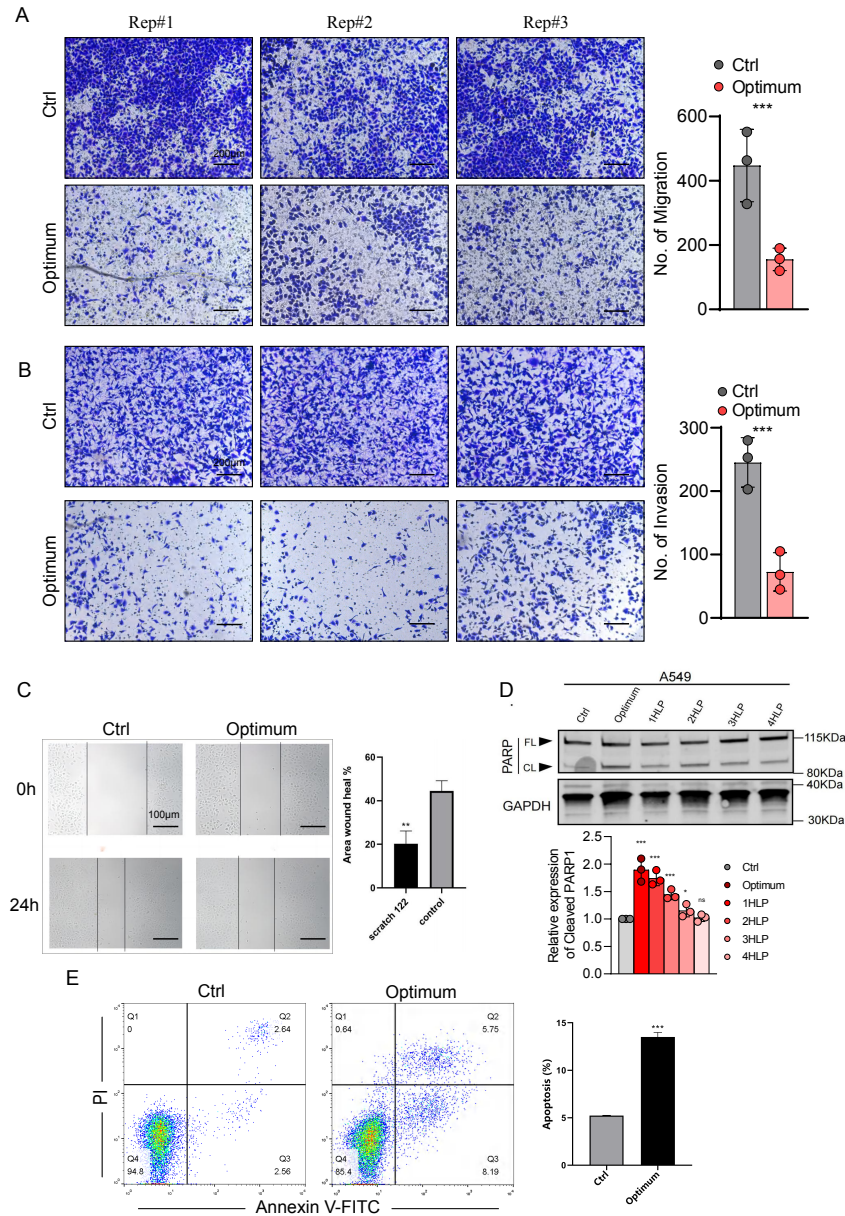 A
Rep#1
Rep#2
Rep#3
Ctrl
200μm
Optimum
Ctrl
Optimum
***
600
400
200
0
No. of Migration
B
Ctrl
Optimum
Ctrl
Optimum
***
300
200
100
0
No. of Invasion
C
Ctrl
Optimum
0h
100μm
24h
60
40
20
0
Area wound heal %
**
scratch 122
control
D
A549
Ctrl
Optimum
1HLP
2HLP
3HLP
4HLP
PARP
FL
CL
GAPDH
115KDa
80KDa
40KDa
30KDa
2.5
2.0
1.5
1.0
0.5
0.0
Relative expression
of Cleaved PARP1
***
***
***
*
ns
Ctrl
Optimum
1HLP
2HLP
3HLP
4HLP
E
Ctrl
Optimum
Q1
0
Q2
2.64
Q4
94.8
Q3
2.56
Q1
0.64
Q2
5.75
Q4
85.4
Q3
8.19
PI
Annexin V-FITC
15
10
5
0
Apoptosis (%)
***
Ctrl
Optimum